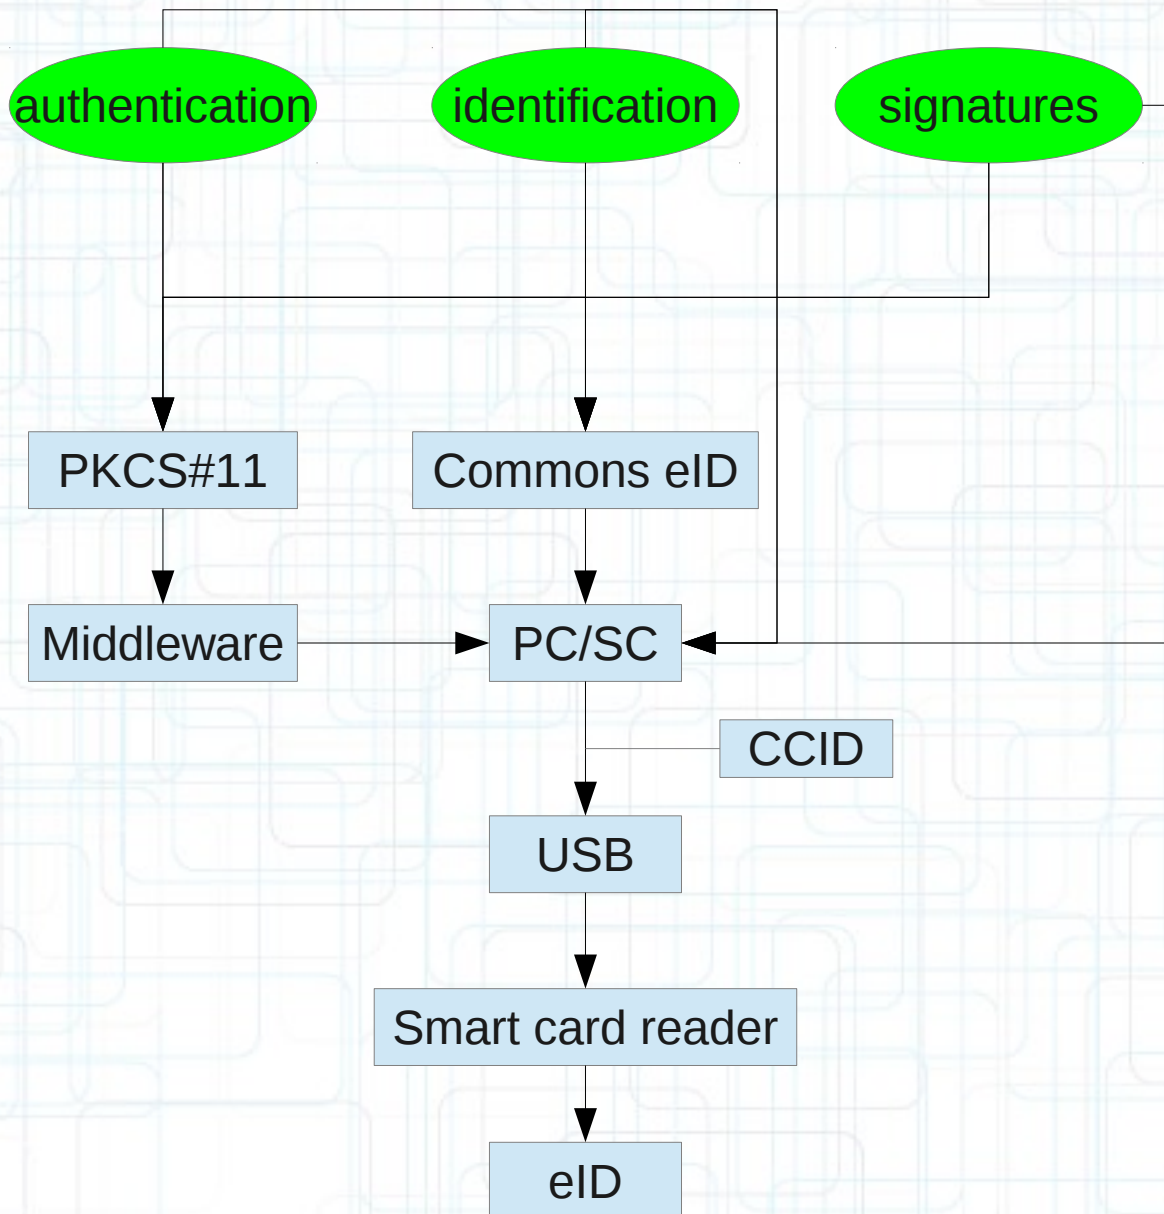 authentication
identification
signatures
PKCS#11
Commons eID
Middleware
PC/SC
CCID
USB
Smart card reader
eID